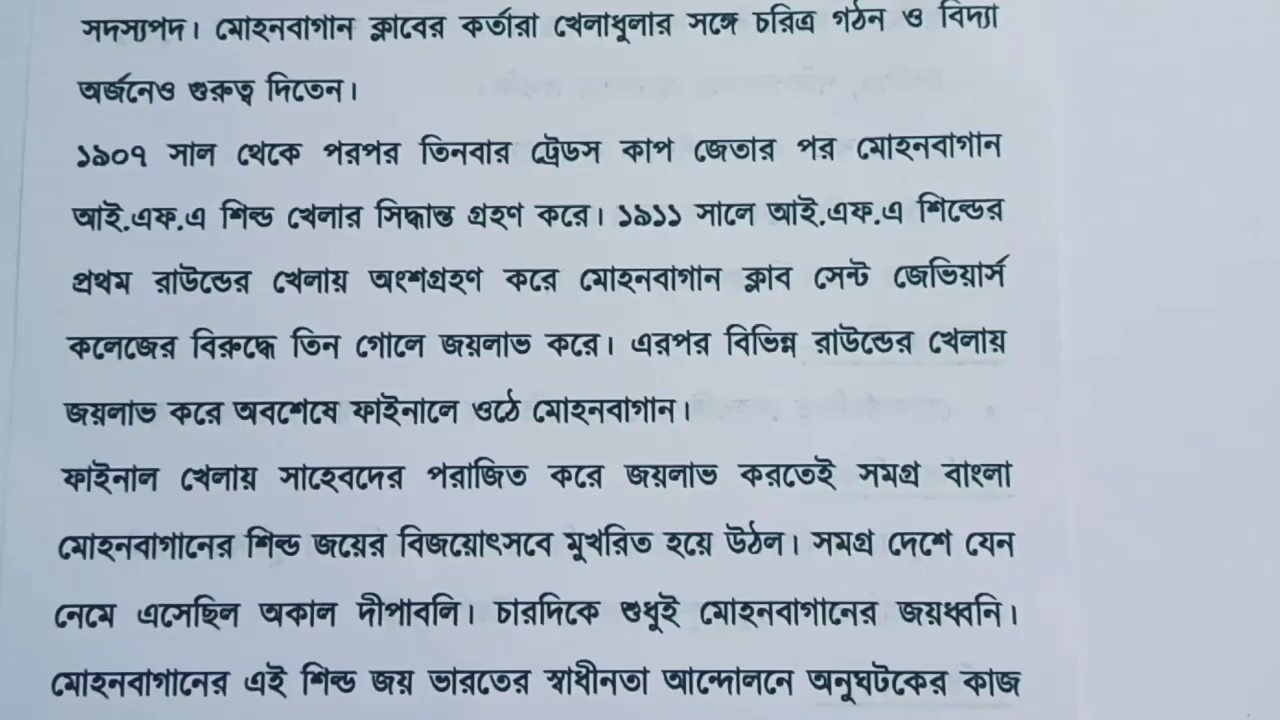 সদস্যপদ। মোহনবাগান ক্লাবের কর্তারা খেলাধুলার সঙ্গে চরিত্র গঠন ও বিদ্যা
অর্জনেও গুরুত্ব দিতেন।
১৯০৭ সাল থেকে পরপর তিনবার ট্রেডস কাপ জেতার পর মোহনবাগান
আই.এফ.এ শিল্ড খেলার সিদ্ধান্ত গ্রহণ করে। ১৯১১ সালে আই.এফ.এ শিল্ডের
প্রথম রাউন্ডের খেলায় অংশগ্রহণ করে মোহনবাগান ক্লাব সেন্ট জেভিয়ার্স
কলেজের বিরুদ্ধে তিন গোলে জয়লাভ করে। এরপর বিভিন্ন রাউন্ডের খেলায়
জয়লাভ করে অবশেষে ফাইনালে ওঠে মোহনবাগান।
ফাইনাল খেলায় সাহেবদের পরাজিত করে জয়লাভ করতেই সমগ্র বাংলা
মোহনবাগানের শিল্ড জয়ের বিজয়োৎসবে মুখরিত হয়ে উঠল। সমগ্র দেশে যেন
নেমে এসেছিল অকাল দীপাবলি। চারদিকে শুধুই মোহনবাগানের জয়ধ্বনি।
মোহনবাগানের এই শিল্ড জয় ভারতের স্বাধীনতা আন্দোলনে অনুঘটকের কাজ